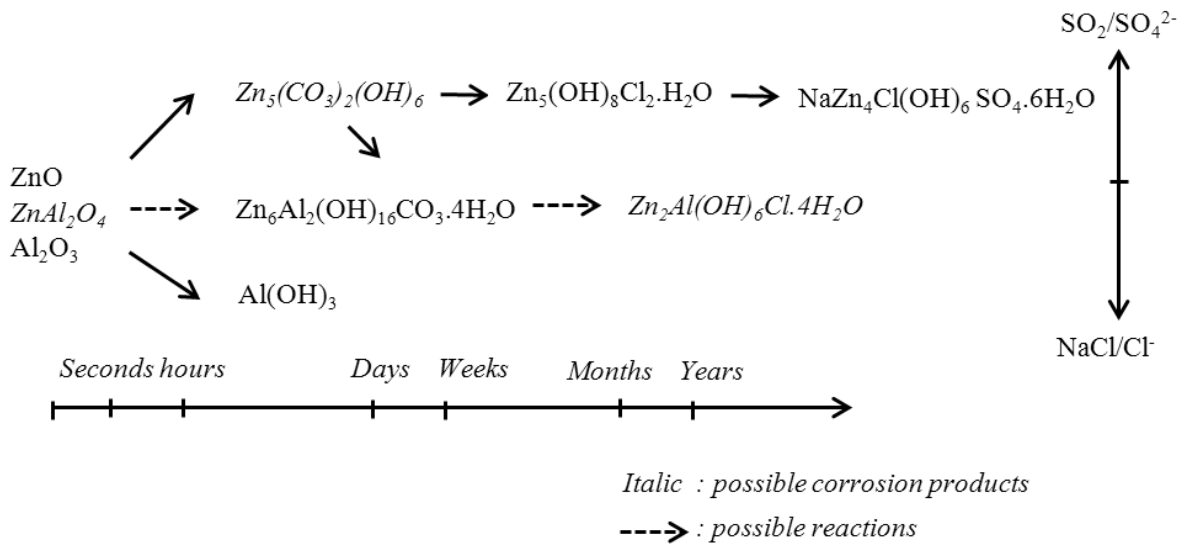 SO₂/SO₄²⁻
Zn₅(CO₃)₂(OH)₆
Zn₅(OH)₈Cl₂.H₂O
NaZn₄Cl(OH)₆ SO₄.6H₂O
ZnO
ZnAl₂O₄
Al₂O₃
Zn₆Al₂(OH)₁₆CO₃.4H₂O
Zn₂Al(OH)₆Cl.4H₂O
Al(OH)₃
NaCl/Cl⁻
Seconds hours Days Weeks Months Years
Italic : possible corrosion products
: possible reactions